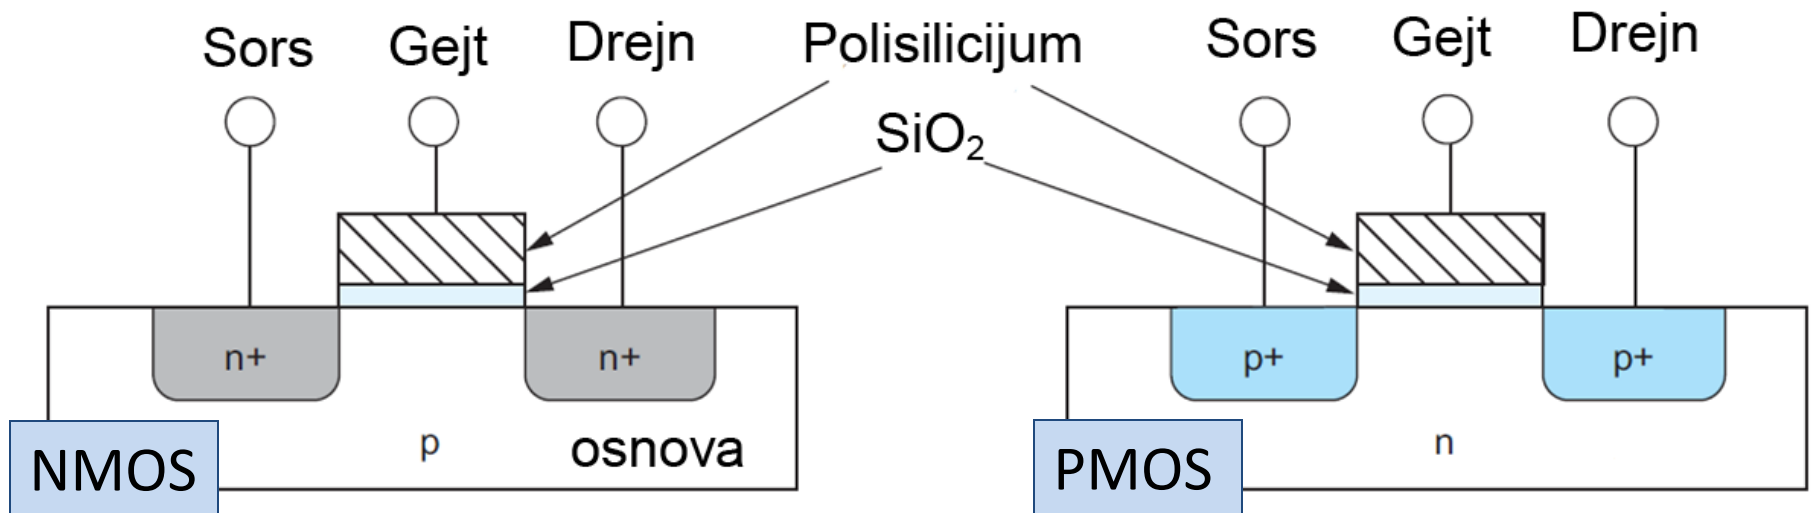 Sors Gejt Drejn Polisilicijum Sors Gejt Drejn
SiO₂
n+ n+ p+ p+
p osnova n
NMOS PMOS